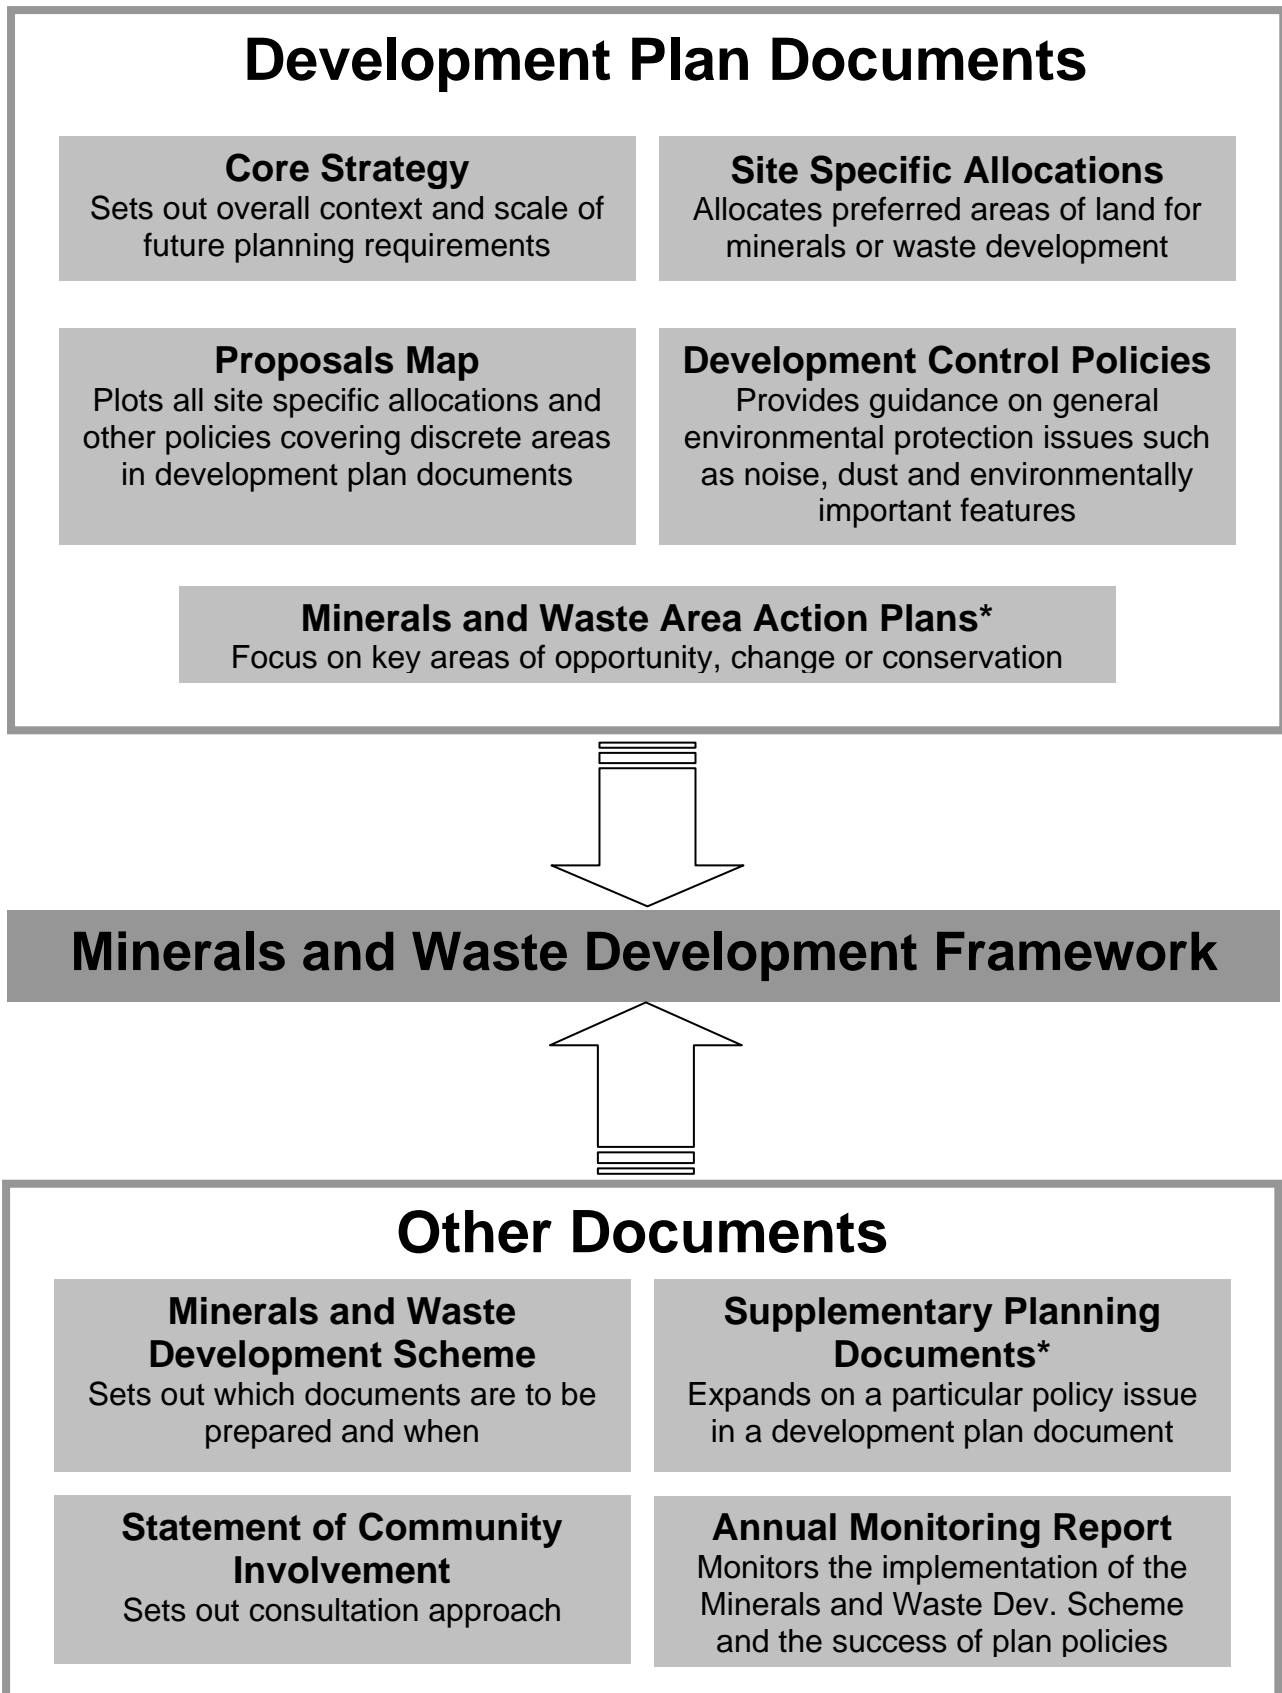 Development Plan Documents
Core Strategy
Sets out overall context and scale of
future planning requirements
Site Specific Allocations
Allocates preferred areas of land for
minerals or waste development
Proposals Map
Plots all site specific allocations and
other policies covering discrete areas
in development plan documents
Development Control Policies
Provides guidance on general
environmental protection issues such
as noise, dust and environmentally
important features
Minerals and Waste Area Action Plans*
Focus on key areas of opportunity, change or conservation
Minerals and Waste Development Framework
Other Documents
Minerals and Waste
Development Scheme
Sets out which documents are to be
prepared and when
Supplementary Planning
Documents*
Expands on a particular policy issue
in a development plan document
Statement of Community
Involvement
Sets out consultation approach
Annual Monitoring Report
Monitors the implementation of the
Minerals and Waste Dev. Scheme
and the success of plan policies